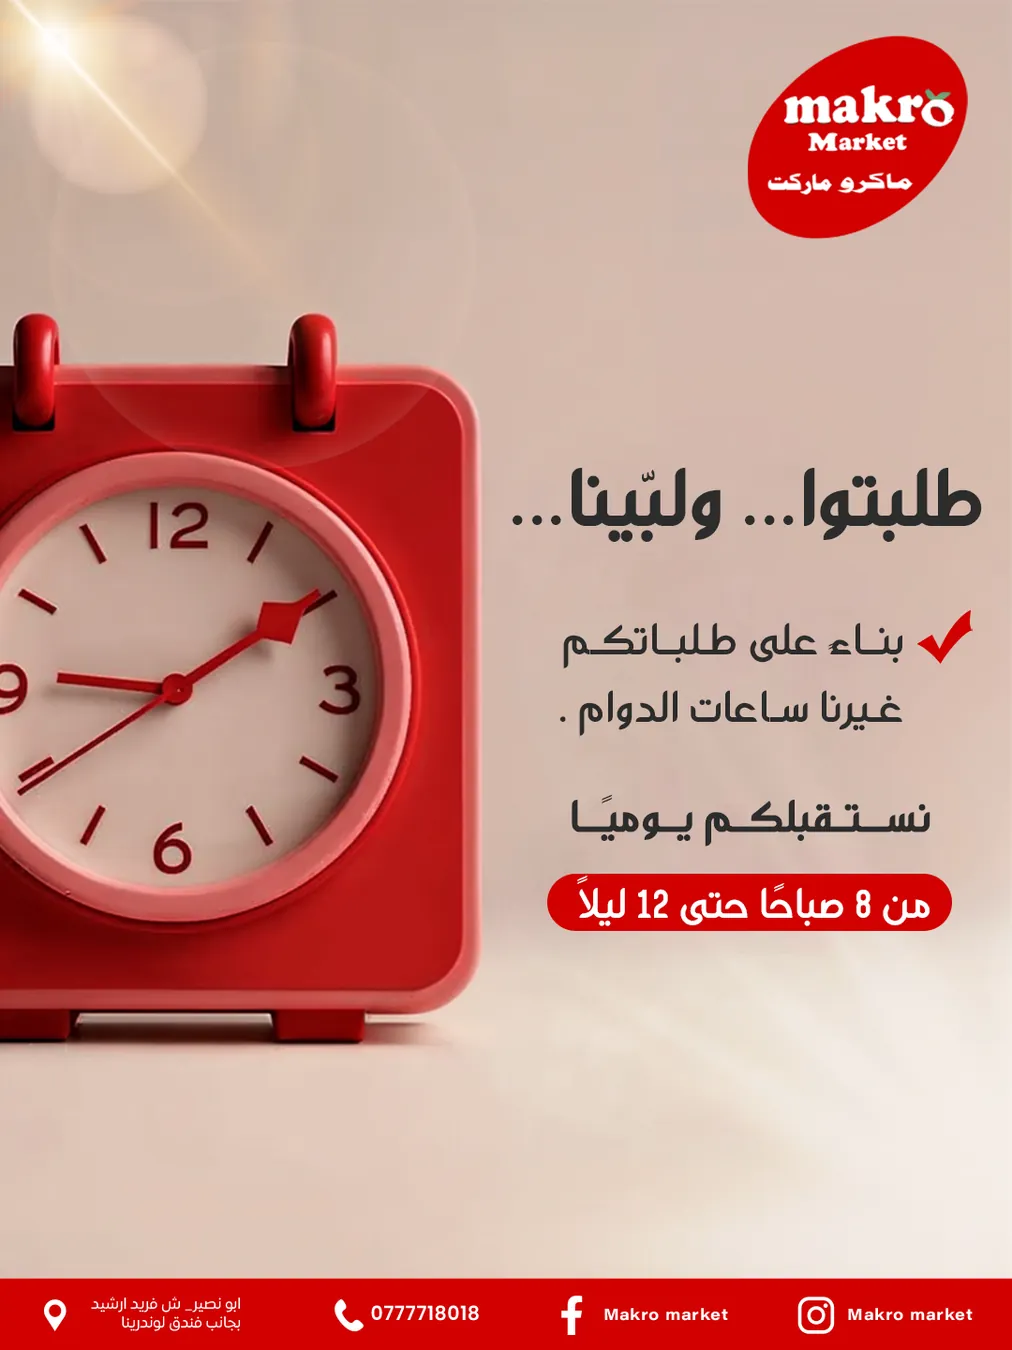 makro
Market
ماكرو ماركت
طلبتوا... ولبّينا...
بناء على طلباتكم
غيرنا ساعات الدوام .
نستقبلكم يوميًا
من 8 صباحًا حتى 12 ليلاً
12
3
6
9
ابو نصير_ ش فريد ارشيد
بجانب فندق لوندرينا
0777718018
Makro market
Makro market